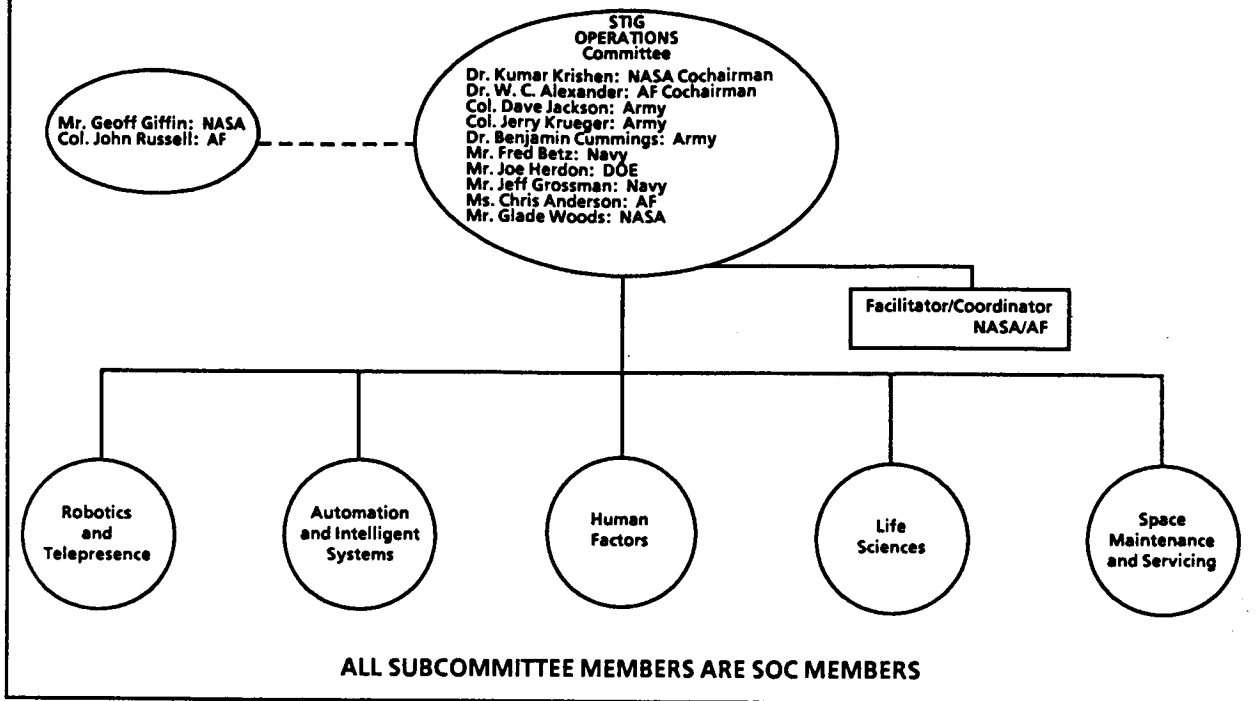 STIG
OPERATIONS
Committee
Dr. Kumar Krishen: NASA Cochairman
Dr. W. C. Alexander: AF Cochairman
Col. Dave Jackson: Army
Col. Jerry Krueger: Army
Dr. Benjamin Cummings: Army
Mr. Fred Betz: Navy
Mr. Joe Herdon: DOE
Mr. Jeff Grossman: Navy
Ms. Chris Anderson: AF
Mr. Glade Woods: NASA
Mr. Geoff Giffin: NASA
Col. John Russell: AF
Facilitator/Coordinator
NASA/AF
Robotics
and
Telepresence
Automation
and Intelligent
Systems
Human
Factors
Life
Sciences
Space
Maintenance
and Servicing
ALL SUBCOMMITTEE MEMBERS ARE SOC MEMBERS